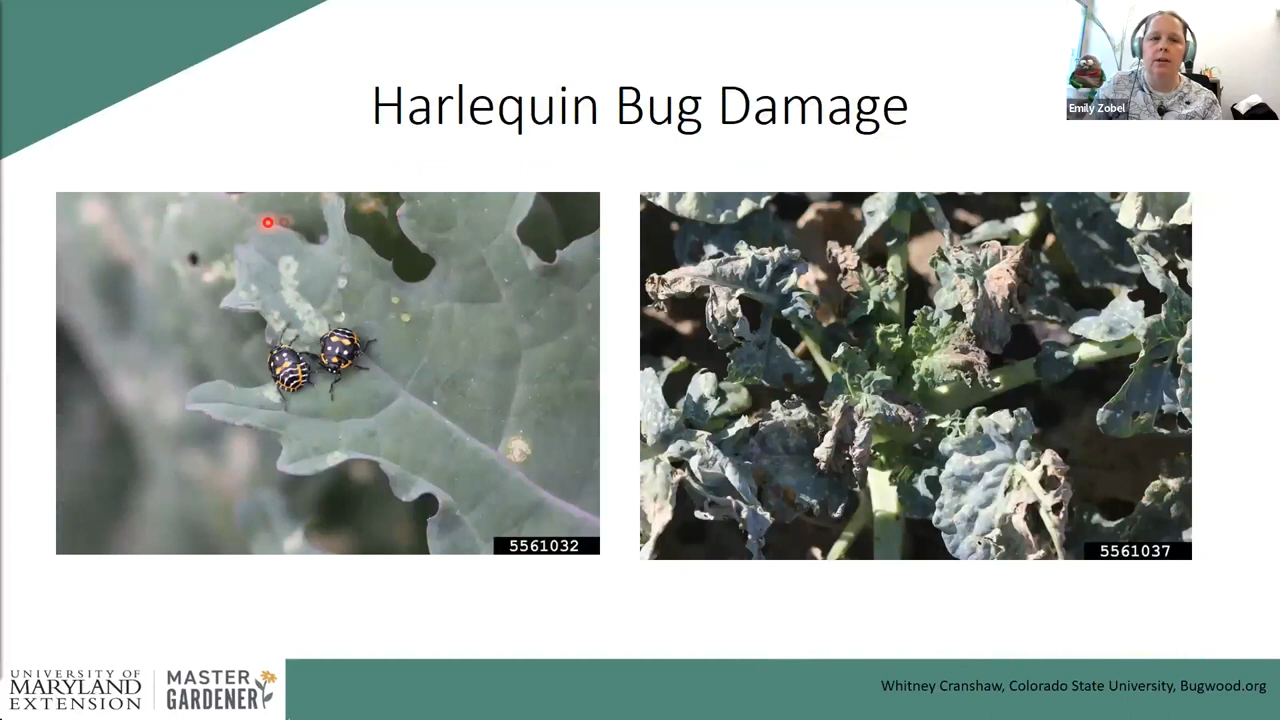 Harlequin Bug Damage
Emily Zobel
5561032
5561037
UNIVERSITY OF
MARYLAND
EXTENSION
MASTER
GARDENER
Whitney Cranshaw, Colorado State University, Bugwood.org